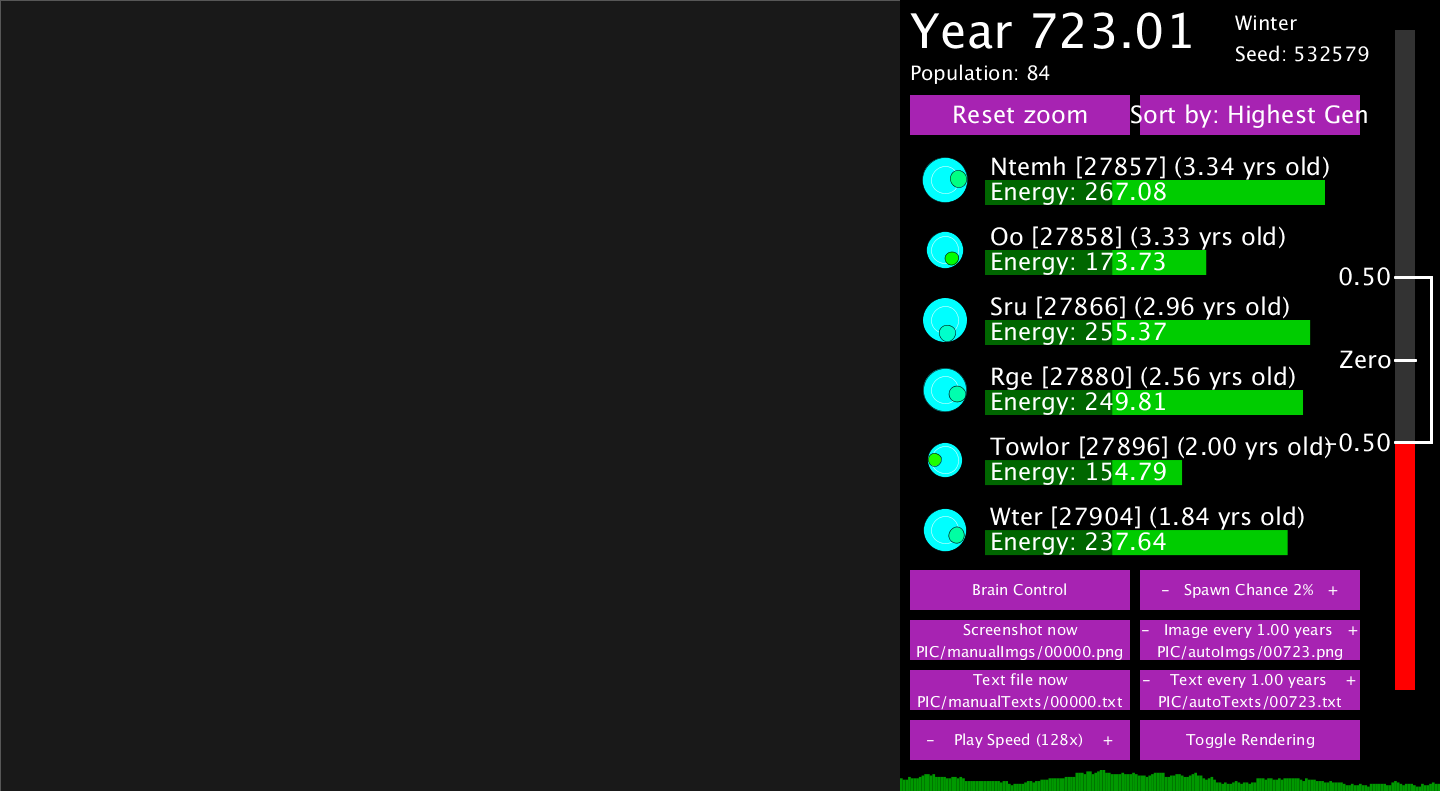 Year 723.01
Winter
Seed: 532579
Population: 84
Reset zoom
Sort by: Highest Gen
Ntemh [27857] (3.34 yrs old)
Energy: 267.08
Oo [27858] (3.33 yrs old)
Energy: 173.73
0.50
Sru [27866] (2.96 yrs old)
Energy: 255.37
Zero
Rge [27880] (2.56 yrs old)
Energy: 249.81
Towlor [27896] (2.00 yrs old)
-0.50
Energy: 154.79
Wter [27904] (1.84 yrs old)
Energy: 237.64
Brain Control
- Spawn Chance 2% +
Screenshot now
PIC/manualImgs/00000.png
- Image every 1.00 years +
PIC/autoImgs/00723.png
Text file now
PIC/manualTexts/00000.txt
- Text every 1.00 years +
PIC/autoTexts/00723.txt
- Play Speed (128x) +
Toggle Rendering